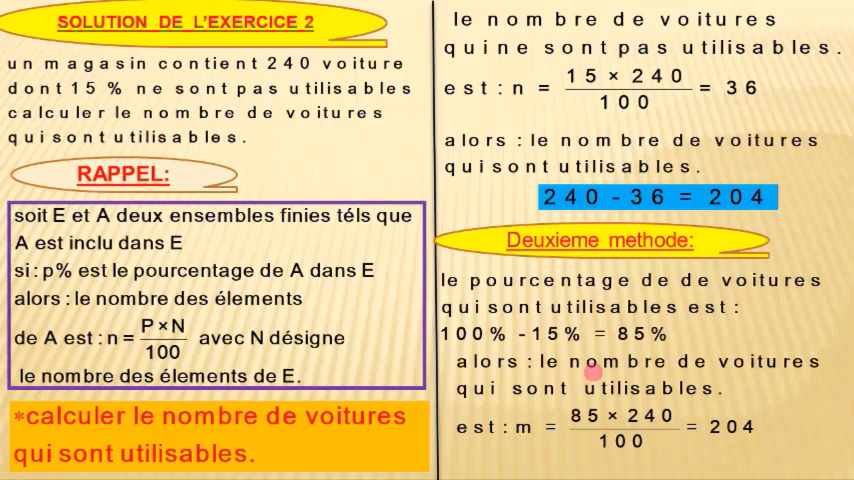 SOLUTION DE L'EXERCICE 2
un magasin contient 240 voiture
dont 15 % ne sont pas utilisables
calculer le nombre de voitures
qui sont utilisables.
RAPPEL:
soit E et A deux ensembles finies téls que
A est inclu dans E
si : p% est le pourcentage de A dans E
alors : le nombre des élements
de A est : n = P×N / 100 avec N désigne
le nombre des élements de E.
*calculer le nombre de voitures
qui sont utilisables.
le nombre de voitures
qui ne sont pas utilisables.
est : n = 15 × 240 / 100 = 36
alors : le nombre de voitures
qui sont utilisables.
240 - 36 = 204
Deuxieme methode:
le pourcentage de de voitures
qui sont utilisables est :
100% - 15% = 85%
alors : le nombre de voitures
qui sont utilisables.
est : m = 85 × 240 / 100 = 204